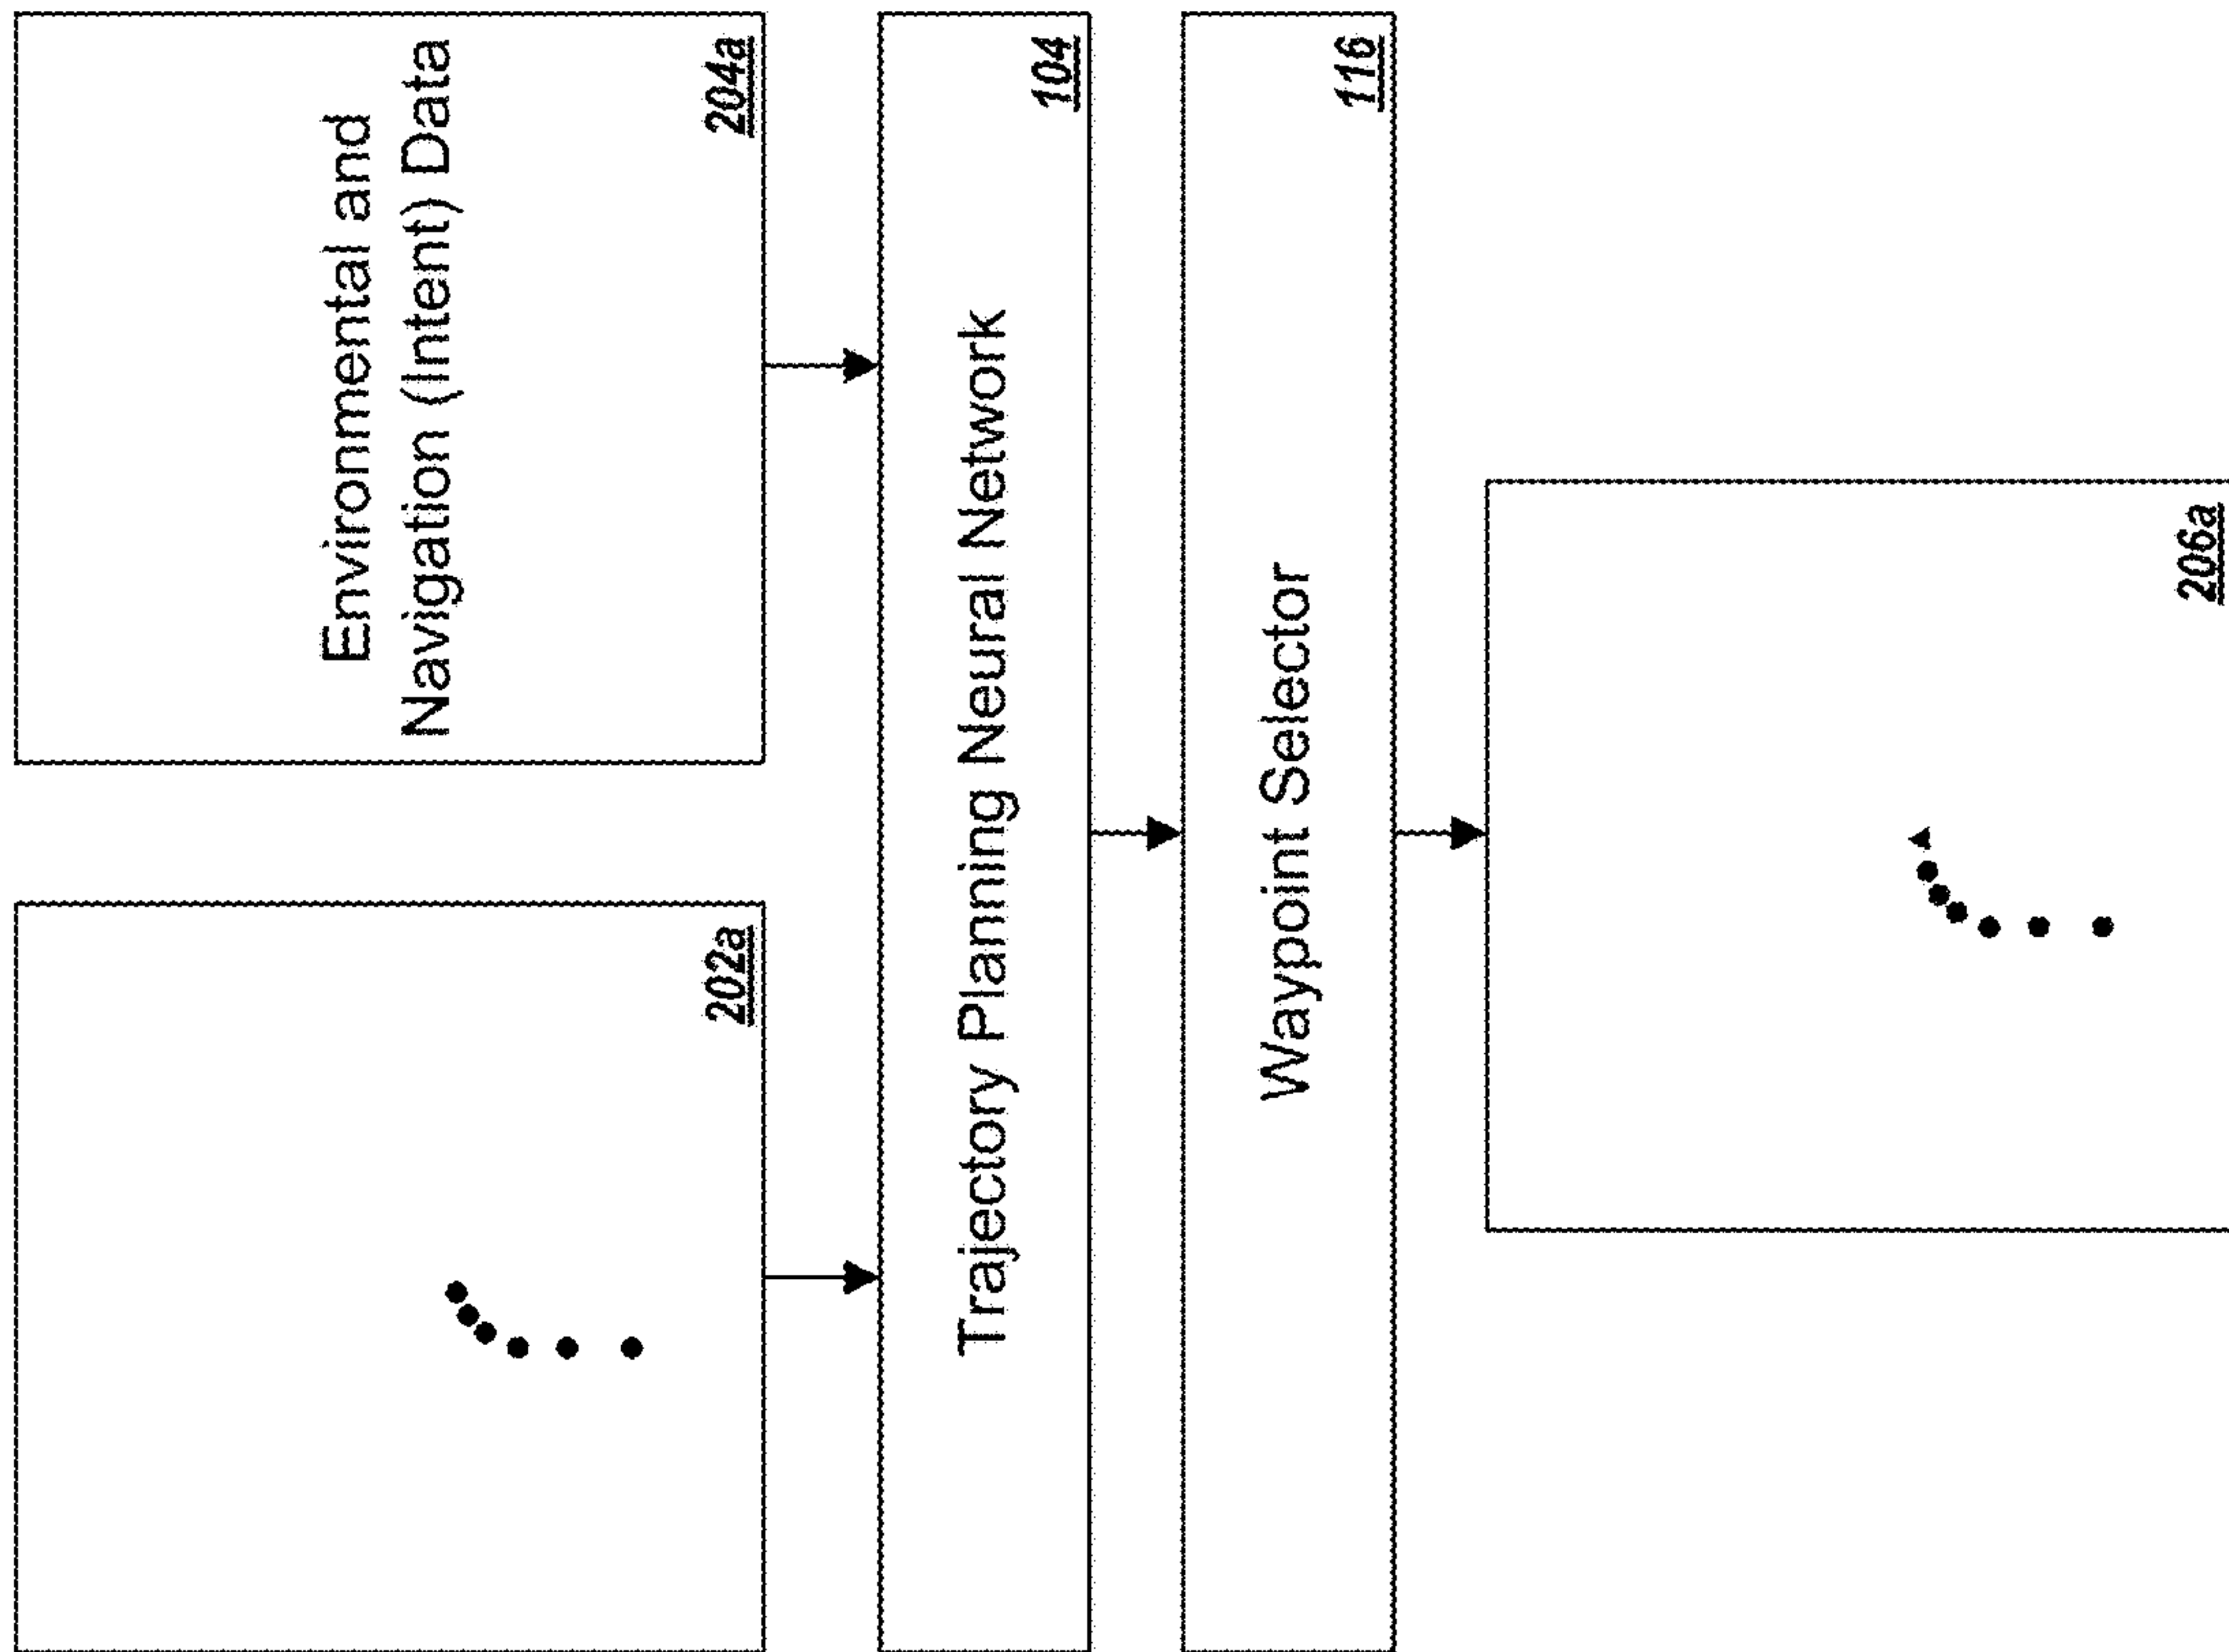 202a
Environmental and
Navigation (Intent) Data
204a
Trajectory Planning Neural Network
104
Waypoint Selector
116
206a